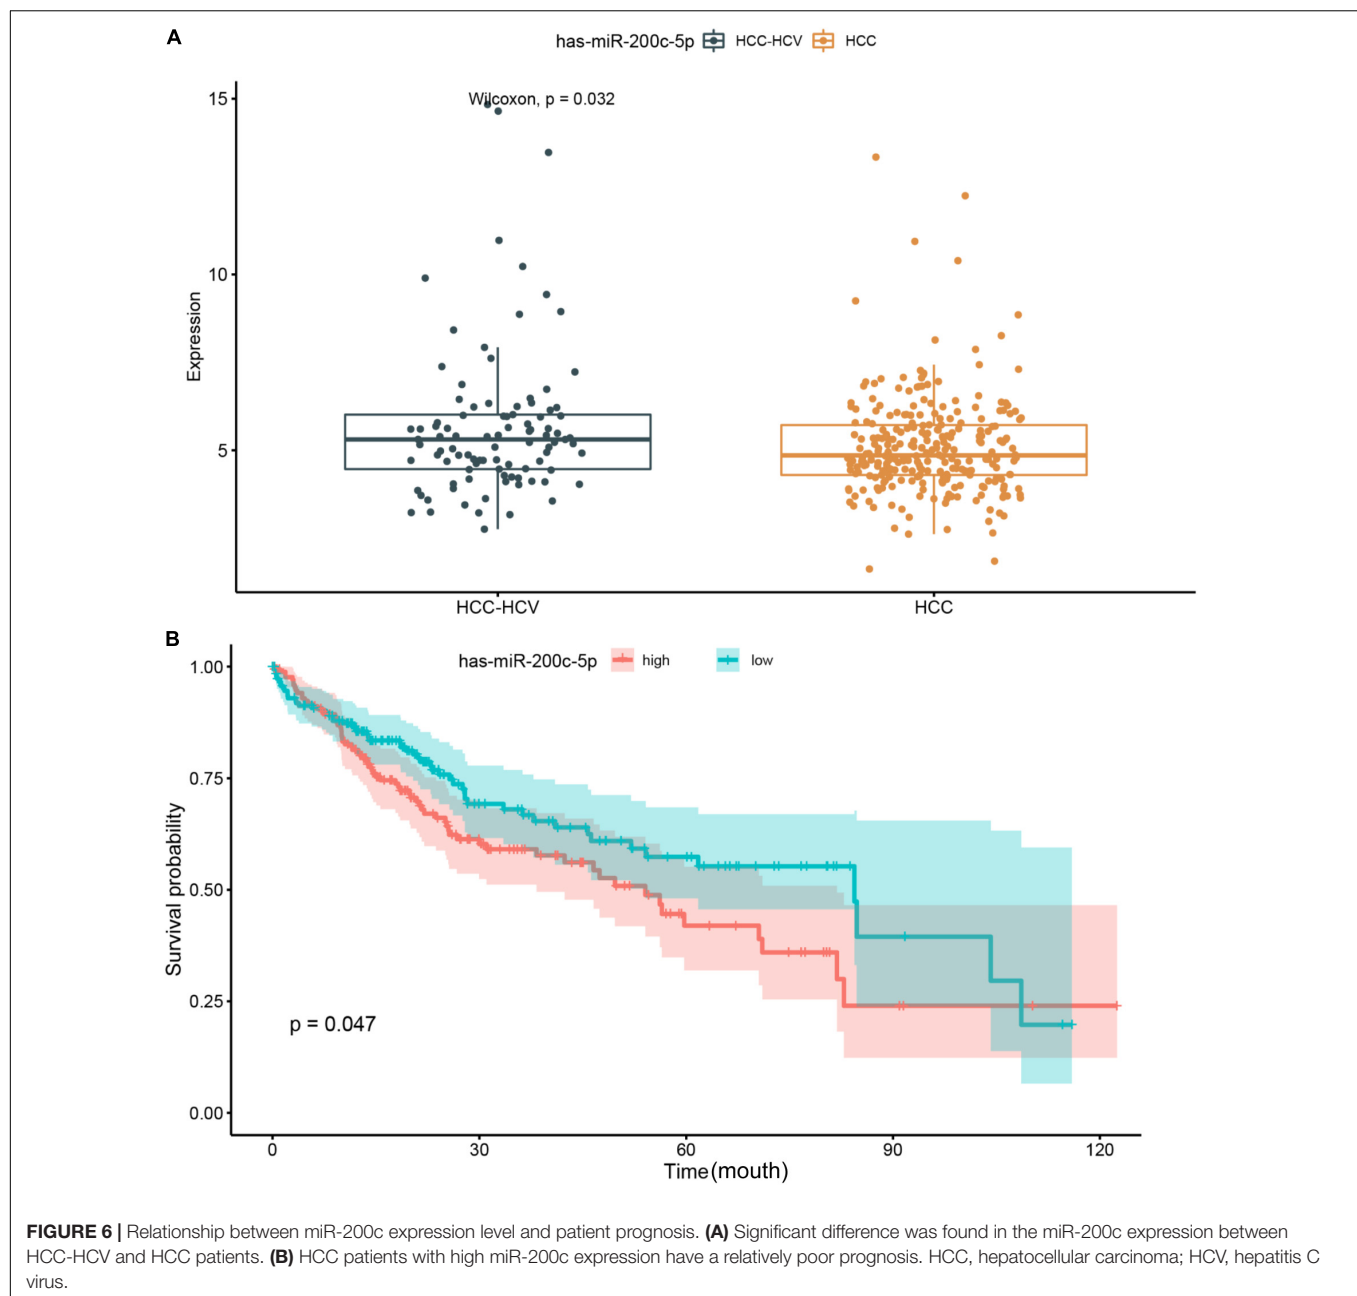 A
has-miR-200c-5p HCC-HCV HCC
Wilcoxon, p = 0.032
15
10
5
Expression
HCC-HCV HCC
B
has-miR-200c-5p high low
1.00
0.75
0.50
0.25
0.00
Survival probability
p = 0.047
0 30 60 90 120
Time(mouth)
FIGURE 6 | Relationship between miR-200c expression level and patient prognosis. (A) Significant difference was found in the miR-200c expression between
HCC-HCV and HCC patients. (B) HCC patients with high miR-200c expression have a relatively poor prognosis. HCC, hepatocellular carcinoma; HCV, hepatitis C
virus.